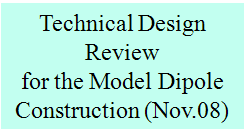 Technical Design
Review
for the Model Dipole
Construction (Nov.08)